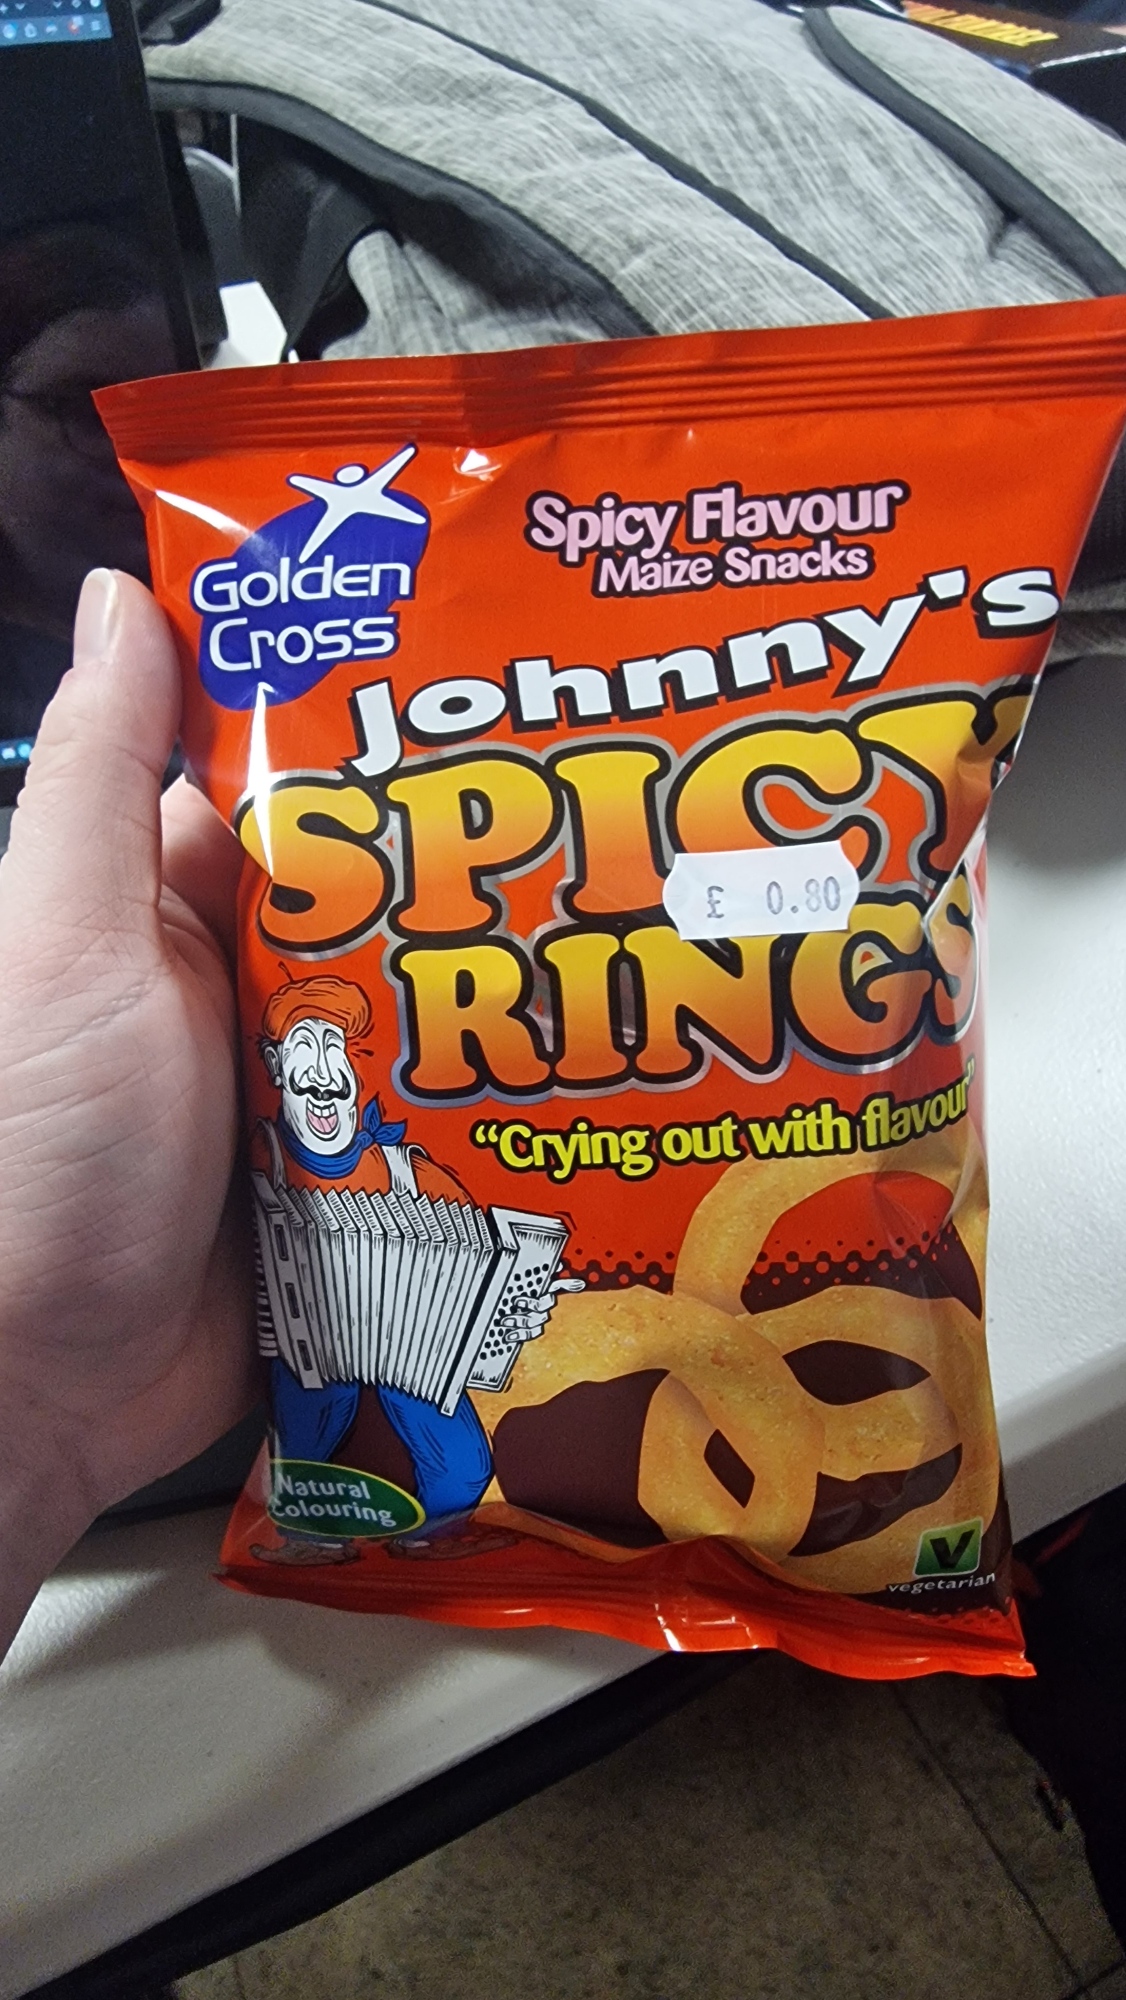 Golden
Cross
Spicy Flavour
Maize Snacks
Johnny's
SPICY
RINGS
£ 0.80
"Crying out with flavour"
Natural
Colouring
V
vegetarian